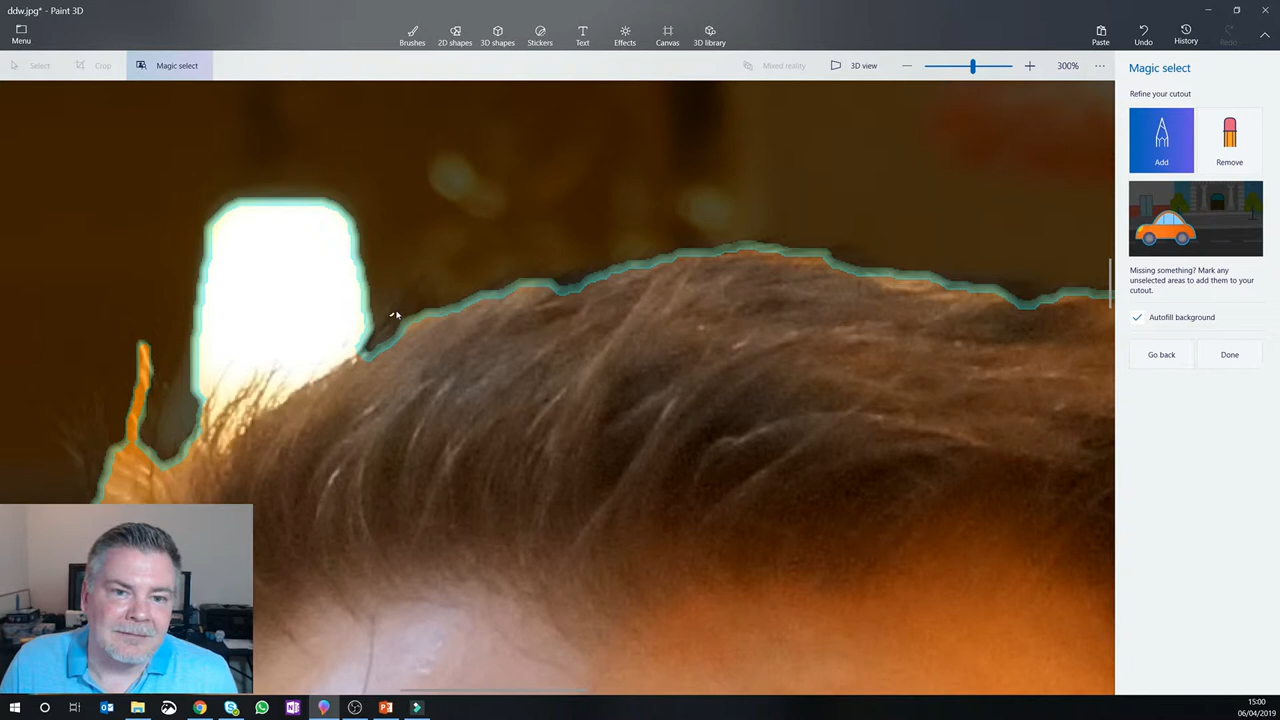 ddw.jpg* - Paint 3D
Menu
Brushes
2D shapes
3D shapes
Stickers
Text
Effects
Canvas
3D library
Paste
Undo
History
Redo
Select
Crop
Magic select
Mixed reality
3D view
300%
Magic select
Refine your cutout
Add
Remove
Missing something? Mark any
unselected areas to add them to your
cutout.
Autofill background
Go back
Done
15:00
06/04/2019